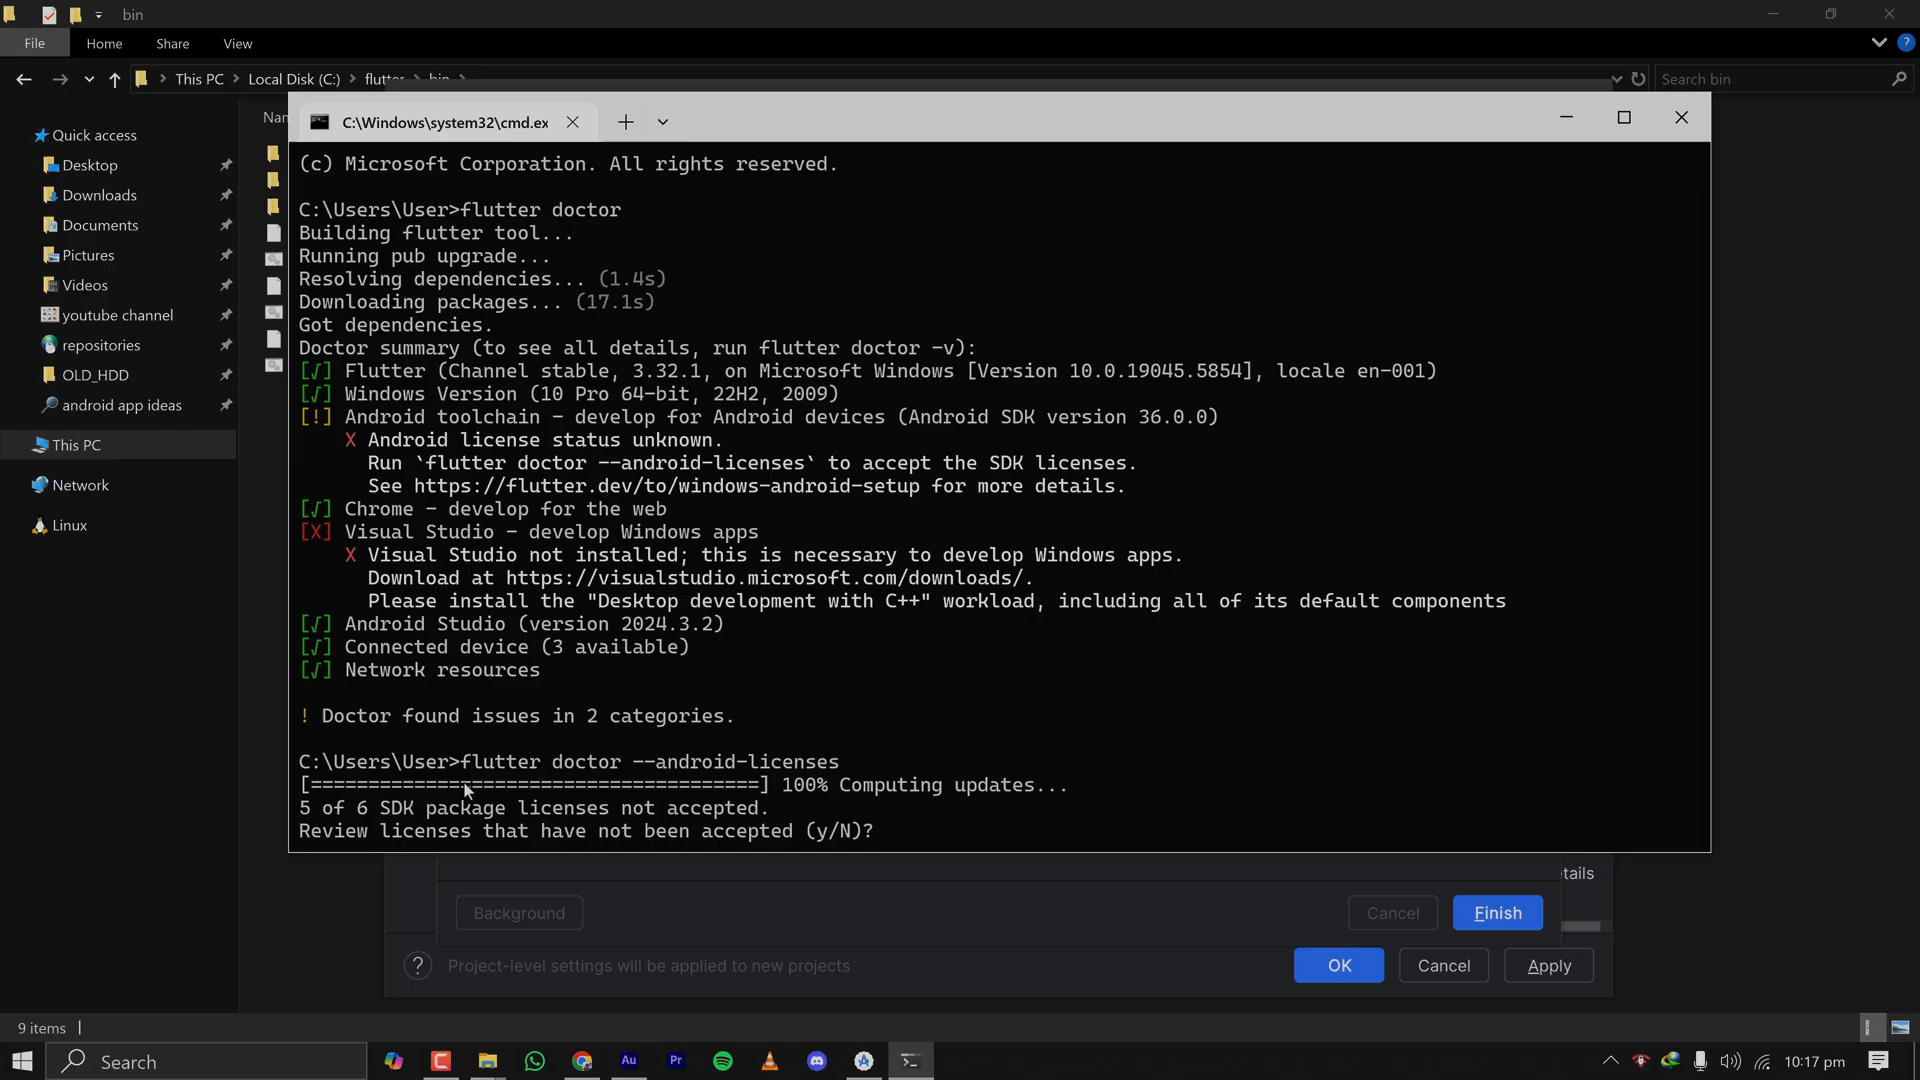 bin
File Home Share View
This PC Local Disk (C:) flutter bin
Search bin
C:\Windows\system32\cmd.ex
Quick access
Desktop
Downloads
Documents
Pictures
Videos
youtube channel
repositories
OLD_HDD
android app ideas
This PC
Network
Linux
(c) Microsoft Corporation. All rights reserved.
C:\Users\User>flutter doctor
Building flutter tool...
Running pub upgrade...
Resolving dependencies... (1.4s)
Downloading packages... (17.1s)
Got dependencies.
Doctor summary (to see all details, run flutter doctor -v):
[√] Flutter (Channel stable, 3.32.1, on Microsoft Windows [Version 10.0.19045.5854], locale en-001)
[√] Windows Version (10 Pro 64-bit, 22H2, 2009)
[!] Android toolchain - develop for Android devices (Android SDK version 36.0.0)
X Android license status unknown.
Run `flutter doctor --android-licenses` to accept the SDK licenses.
See https://flutter.dev/to/windows-android-setup for more details.
[√] Chrome - develop for the web
[X] Visual Studio - develop Windows apps
X Visual Studio not installed; this is necessary to develop Windows apps.
Download at https://visualstudio.microsoft.com/downloads/.
Please install the "Desktop development with C++" workload, including all of its default components
[√] Android Studio (version 2024.3.2)
[√] Connected device (3 available)
[√] Network resources
! Doctor found issues in 2 categories.
C:\Users\User>flutter doctor --android-licenses
[=======================================] 100% Computing updates...
5 of 6 SDK package licenses not accepted.
Review licenses that have not been accepted (y/N)?
Background Cancel Finish
? Project-level settings will be applied to new projects
OK Cancel Apply
9 items
Search
Au Pr
10:17 pm